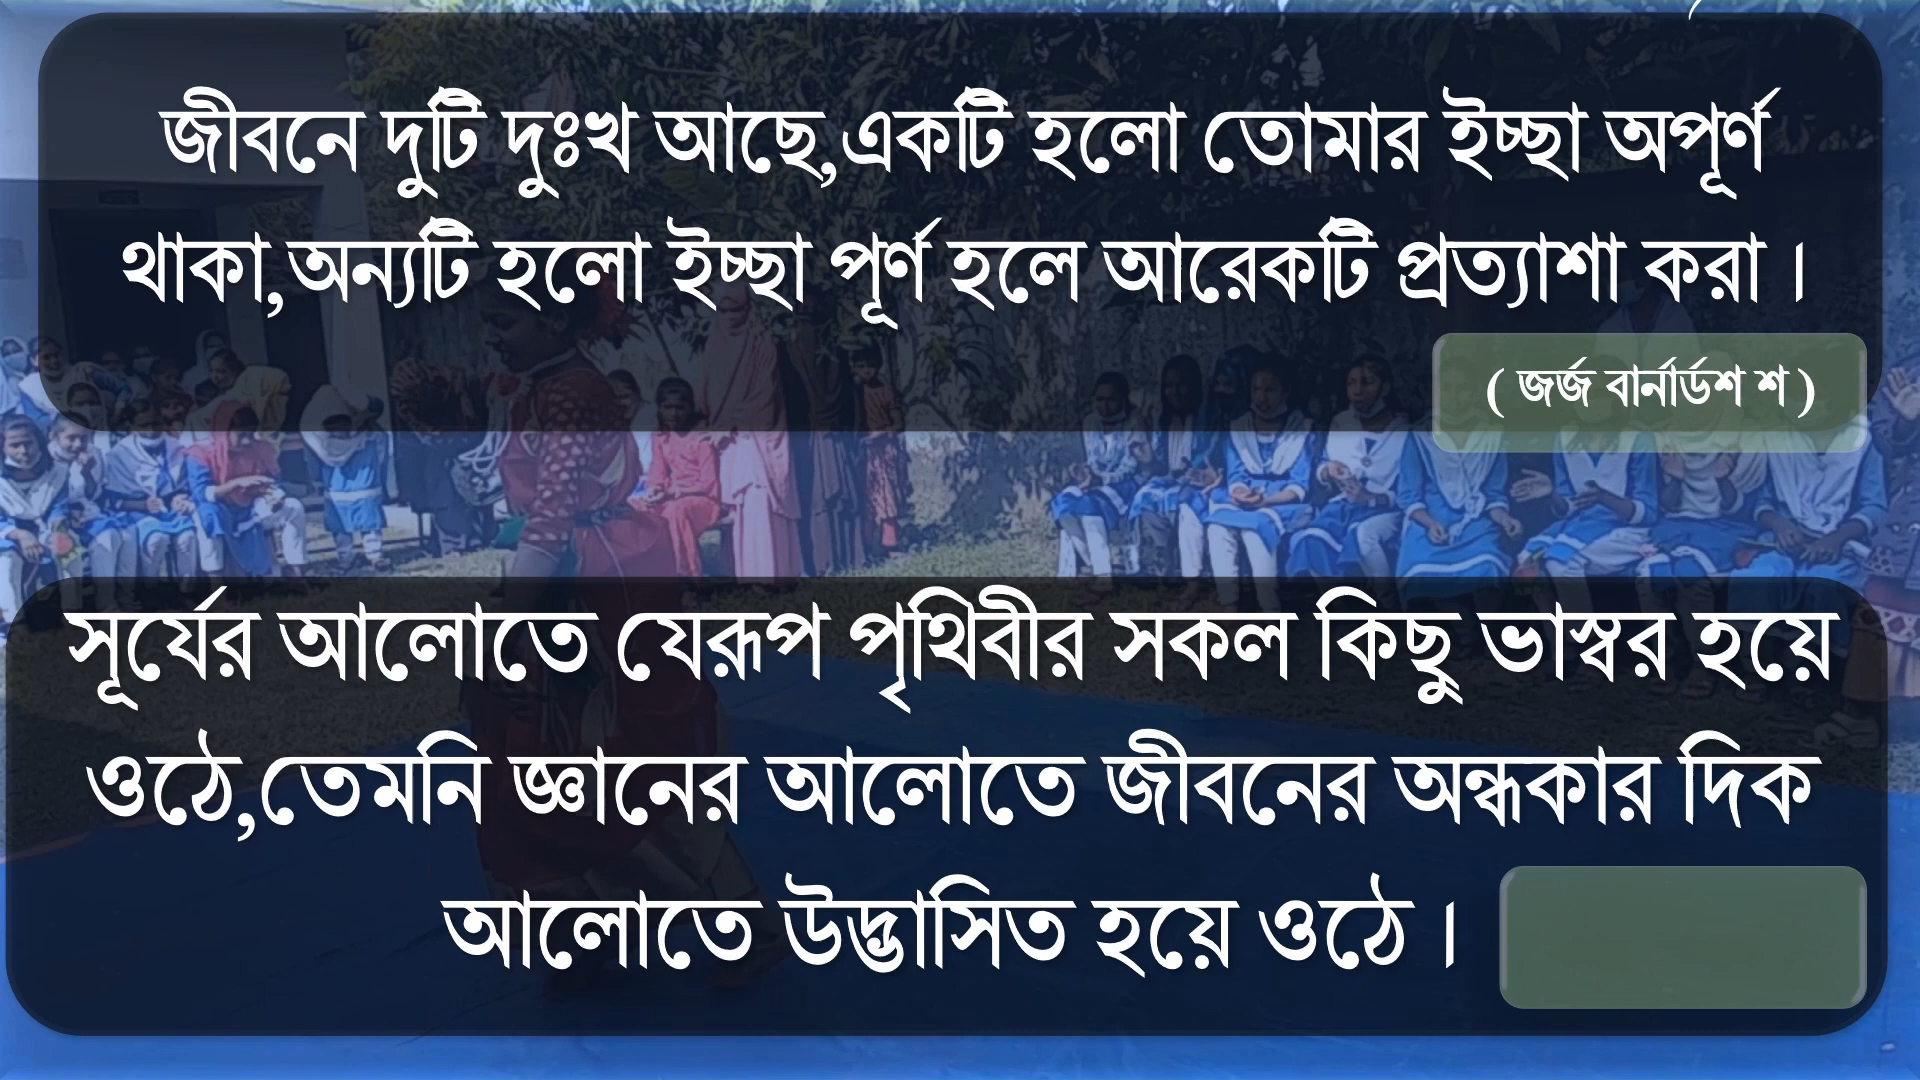 জীবনে দুটি দুঃখ আছে,একটি হলো তোমার ইচ্ছা অপূর্ণ
থাকা,অন্যটি হলো ইচ্ছা পূর্ণ হলে আরেকটি প্রত্যাশা করা ।
( জর্জ বার্নার্ডশ শ )
সূর্যের আলোতে যেরূপ পৃথিবীর সকল কিছু ভাস্বর হয়ে
ওঠে,তেমনি জ্ঞানের আলোতে জীবনের অন্ধকার দিক
আলোতে উদ্ভাসিত হয়ে ওঠে ।